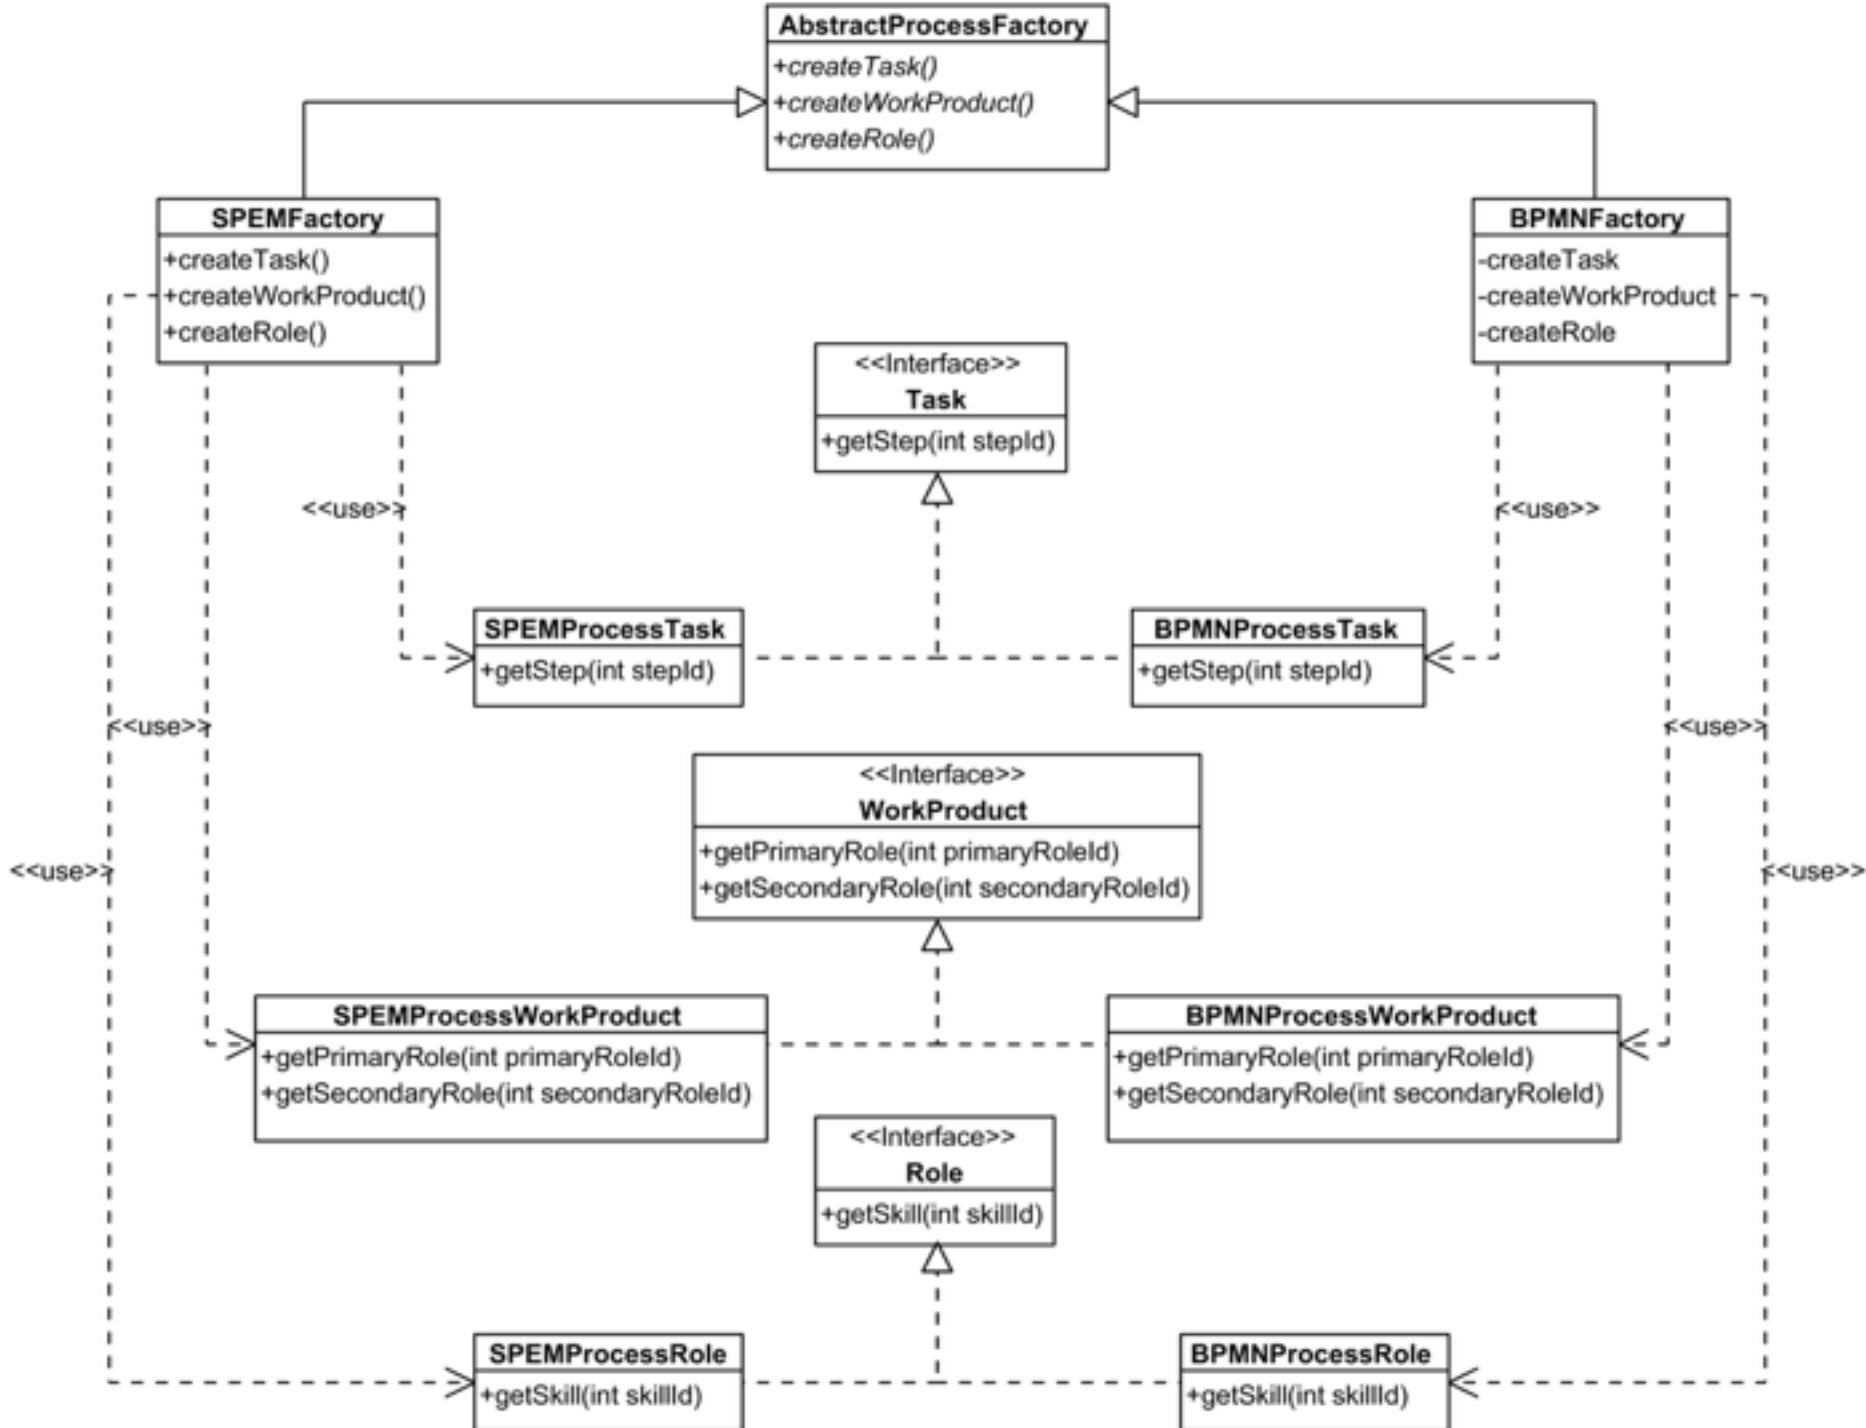 AbstractProcessFactory
+createTask()
+createWorkProduct()
+createRole()
SPEMFactory
+createTask()
+createWorkProduct()
+createRole()
BPMNFactory
-createTask
-createWorkProduct
-createRole
<<Interface>>
Task
+getStep(int stepId)
<<use>>
<<use>>
SPEMProcessTask
+getStep(int stepId)
BPMNProcessTask
+getStep(int stepId)
<<use>>
<<use>>
<<Interface>>
WorkProduct
+getPrimaryRole(int primaryRoleId)
+getSecondaryRole(int secondaryRoleId)
<<use>>
<<use>>
SPEMProcessWorkProduct
+getPrimaryRole(int primaryRoleId)
+getSecondaryRole(int secondaryRoleId)
BPMNProcessWorkProduct
+getPrimaryRole(int primaryRoleId)
+getSecondaryRole(int secondaryRoleId)
<<Interface>>
Role
+getSkill(int skillId)
SPEMProcessRole
+getSkill(int skillId)
BPMNProcessRole
+getSkill(int skillId)